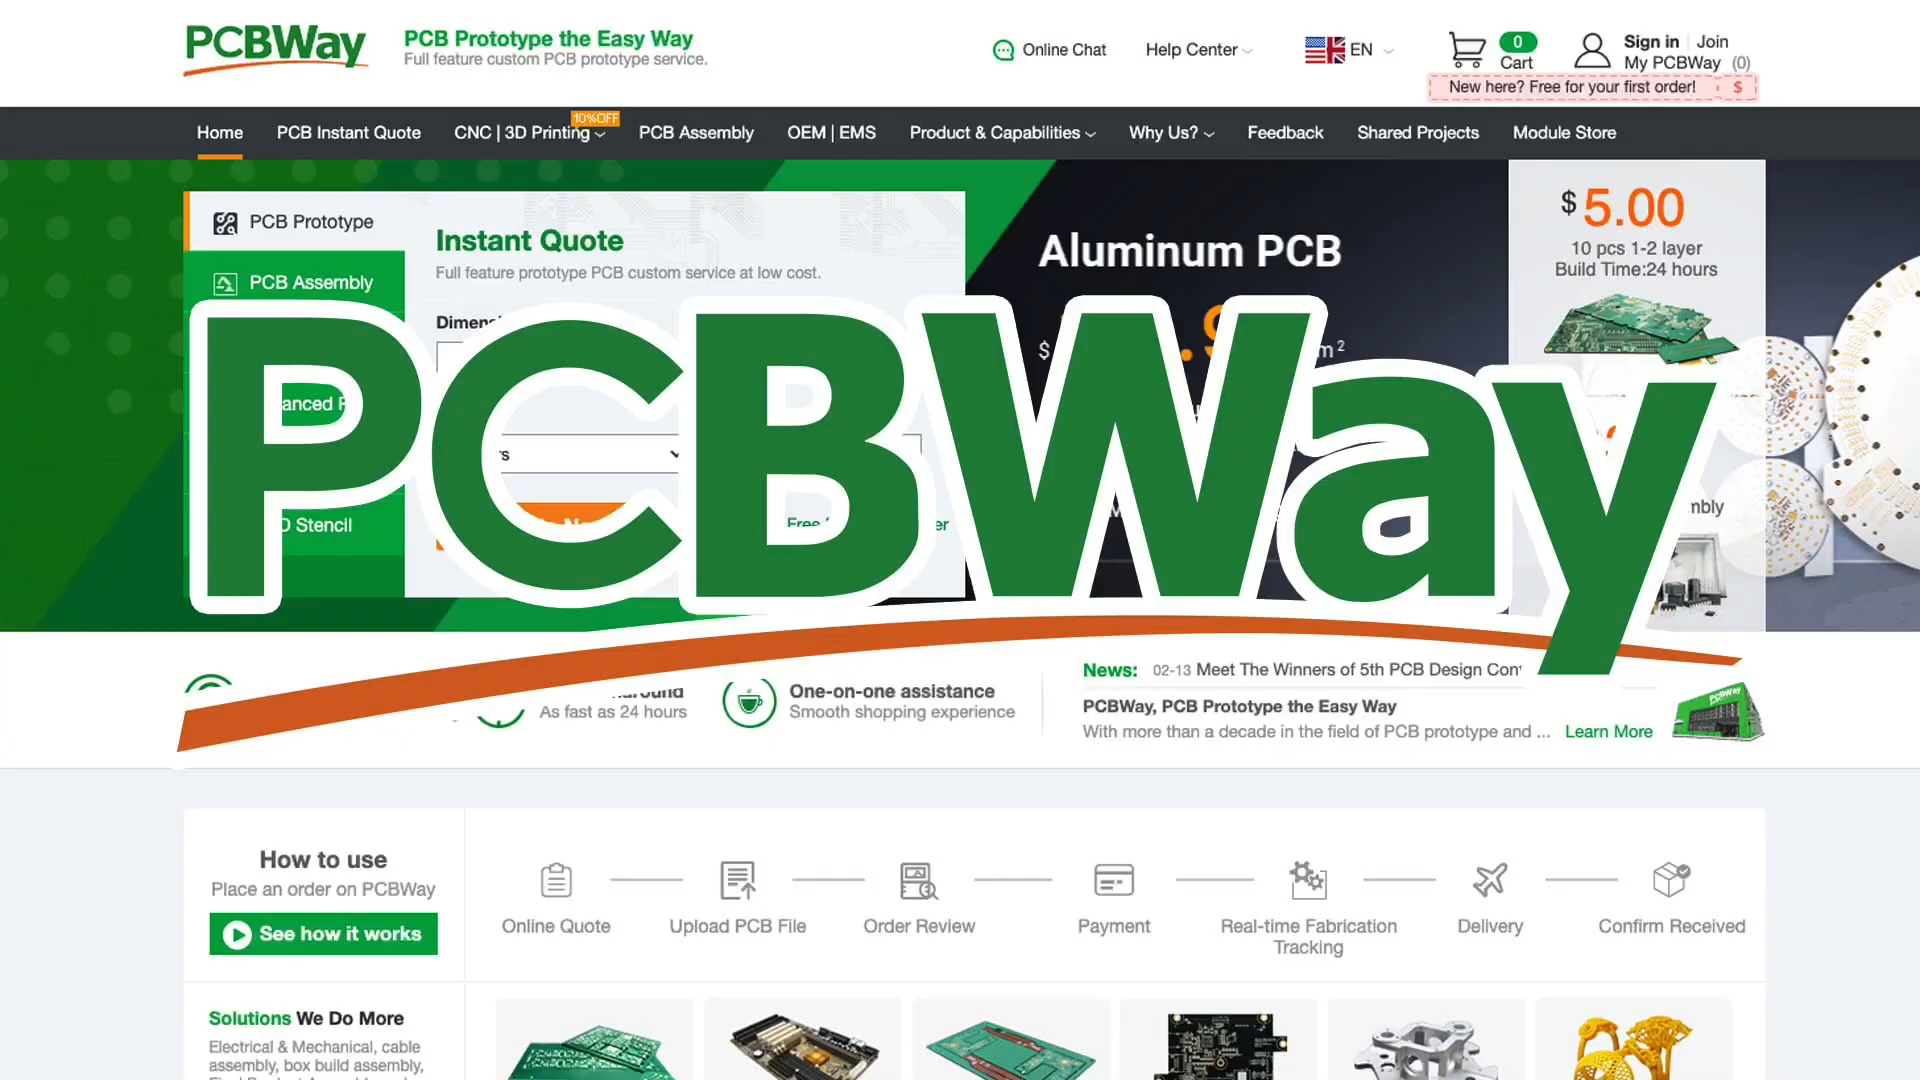 PCBWay
PCB Prototype the Easy Way
Full feature custom PCB prototype service.
Online Chat
Help Center
EN
0
Cart
Sign in | Join
My PCBWay (0)
New here? Free for your first order! $
10%OFF
Home
PCB Instant Quote
CNC | 3D Printing
PCB Assembly
OEM | EMS
Product & Capabilities
Why Us?
Feedback
Shared Projects
Module Store
PCB Prototype
PCB Assembly
Instant Quote
Full feature prototype PCB custom service at low cost.
Aluminum PCB
$
$5.00
10 pcs 1-2 layer
Build Time:24 hours
PCBWay
D Stencil
As fast as 24 hours
One-on-one assistance
Smooth shopping experience
News: 02-13 Meet The Winners of 5th PCB Design
PCBWay, PCB Prototype the Easy Way
With more than a decade in the field of PCB prototype and ... Learn More
How to use
Place an order on PCBWay
See how it works
Online Quote
Upload PCB File
Order Review
Payment
Real-time Fabrication
Tracking
Delivery
Confirm Received
Solutions We Do More
Electrical & Mechanical, cable
assembly, box build assembly,